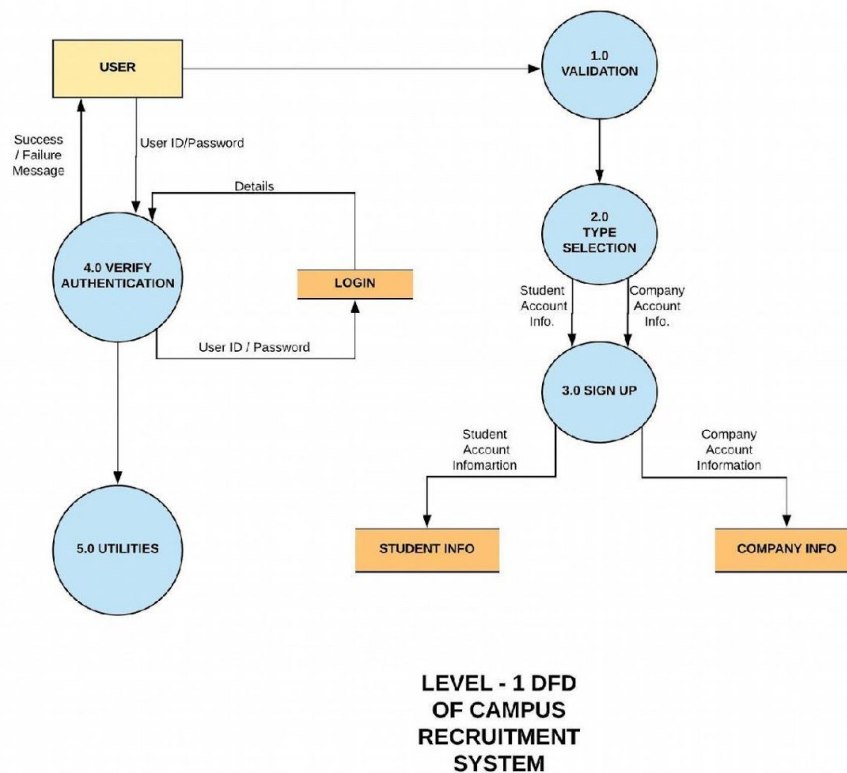 USER
1.0
VALIDATION
Success
/ Failure
Message
User ID/Password
Details
2.0
TYPE
SELECTION
4.0 VERIFY
AUTHENTICATION
LOGIN
Student
Account
Info.
Company
Account
Info.
User ID / Password
3.0 SIGN UP
Student
Account
Infomartion
Company
Account
Information
5.0 UTILITIES
STUDENT INFO
COMPANY INFO
LEVEL - 1 DFD
OF CAMPUS
RECRUITMENT
SYSTEM